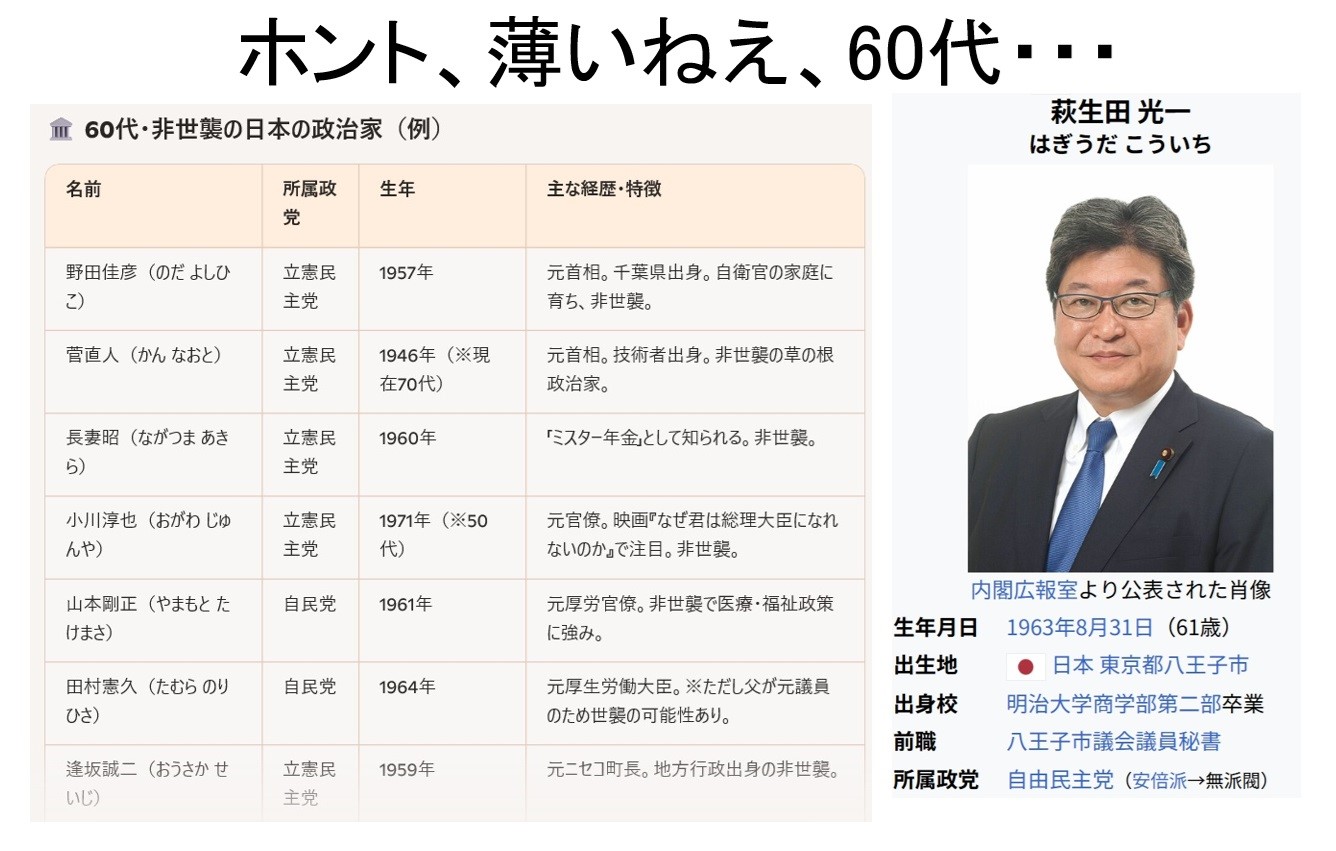 ホント、薄いねえ、60代・・・
🏛 60代・非世襲の日本の政治家（例）
名前
所属政
党
生年
主な経歴・特徴
野田佳彦（のだ よしひ
こ）
立憲民
主党
1957年
元首相。千葉県出身。自衛官の家庭に
育ち、非世襲。
菅直人（かん なおと）
立憲民
主党
1946年（※現
在70代）
元首相。技術者出身。非世襲の草の根
政治家。
長妻昭（ながつま あき
ら）
立憲民
主党
1960年
「ミスター年金」として知られる。非世襲。
小川淳也（おがわ じゅ
んや）
立憲民
主党
1971年（※50
代）
元官僚。映画『なぜ君は総理大臣になれ
ないのか』で注目。非世襲。
山本剛正（やまもと た
けまさ）
自民党
1961年
元厚労官僚。非世襲で医療・福祉政策
に強み。
田村憲久（たむら のり
ひさ）
自民党
1964年
元厚生労働大臣。※ただし父が元議員
のため世襲の可能性あり。
逢坂誠二（おうさか せ
いじ）
立憲民
主党
1959年
元ニセコ町長。地方行政出身の非世襲。
萩生田 光一
はぎうだ こういち
内閣広報室より公表された肖像
生年月日 1963年8月31日（61歳）
出生地 日本 東京都八王子市
出身校 明治大学商学部第二部卒業
前職 八王子市議会議員秘書
所属政党 自由民主党（安倍派→無派閥）